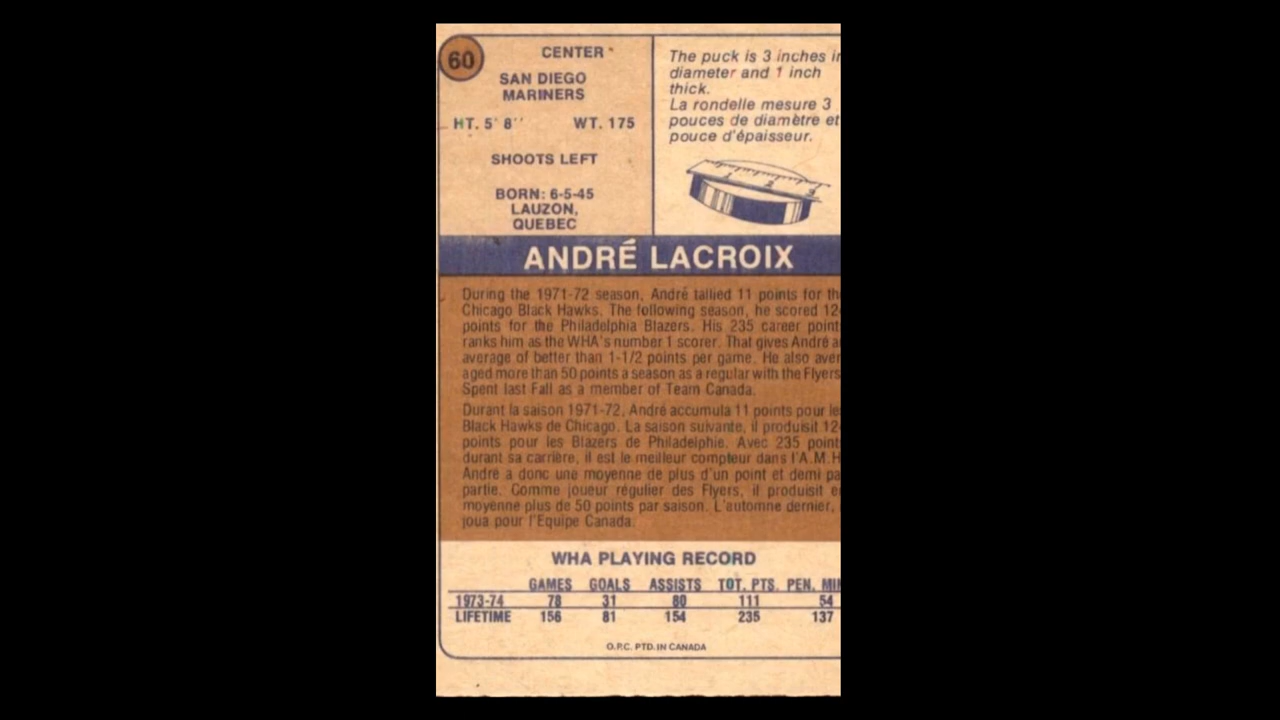 60
CENTER
SAN DIEGO
MARINERS
HT. 5' 8'' WT. 175
SHOOTS LEFT
BORN: 6-5-45
LAUZON,
QUEBEC
The puck is 3 inches in
diameter and 1 inch
thick.
La rondelle mesure 3
pouces de diamètre et
pouce d'épaisseur.
1 2 3
ANDRÉ LACROIX
During the 1971-72 season, André tallied 11 points for th
Chicago Black Hawks. The following season, he scored 12
points for the Philadelphia Blazers. His 235 career point
ranks him as the WHA's number 1 scorer. That gives André a
average of better than 1-1/2 points per game. He also aver
aged more than 50 points a season as a regular with the Flyers
Spent last Fall as a member of Team Canada.
Durant la saison 1971-72, André accumula 11 points pour le
Black Hawks de Chicago. La saison suivante, il produisit 12
points pour les Blazers de Philadelphie. Avec 235 point
durant sa carrière, il est le meilleur compteur dans l'A.M.H
André a donc une moyenne de plus d'un point et demi pa
partie. Comme joueur régulier des Flyers, il produisit e
moyenne plus de 50 points par saison. L'automne dernier,
joua pour l'Equipe Canada.
WHA PLAYING RECORD
GAMES GOALS ASSISTS TOT. PTS. PEN. MIN
1973-74 78 31 80 111 54
LIFETIME 156 81 154 235 137
O.P.C. PTD. IN CANADA